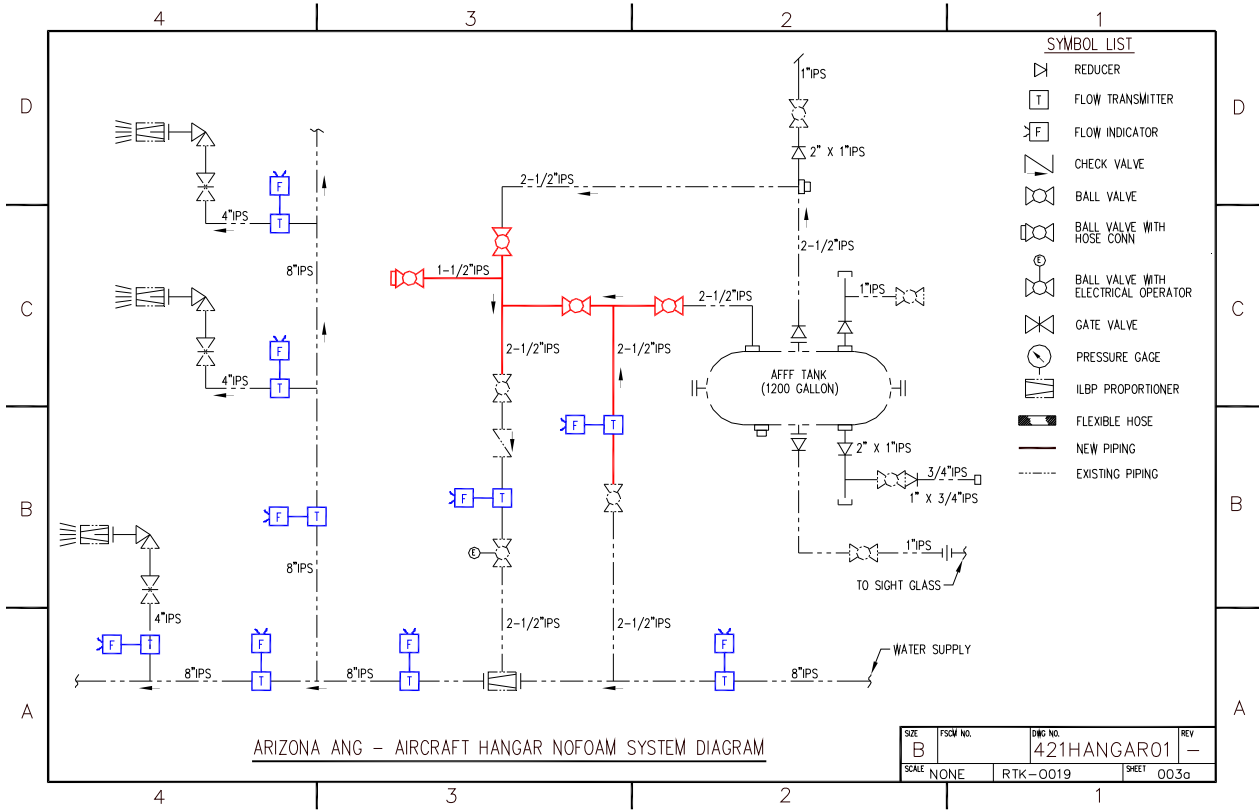 4 3 2 1
SYMBOL LIST
REDUCER
T FLOW TRANSMITTER
F FLOW INDICATOR
CHECK VALVE
BALL VALVE
BALL VALVE WITH
HOSE CONN
E
BALL VALVE WITH
ELECTRICAL OPERATOR
GATE VALVE
PRESSURE GAGE
ILBP PROPORTIONER
FLEXIBLE HOSE
NEW PIPING
EXISTING PIPING
D D
1"IPS
2" X 1"IPS
2-1/2"IPS
F
4"IPS T
C C
2-1/2"IPS
8"IPS
1-1/2"IPS
2-1/2"IPS
1"IPS
F
2-1/2"IPS
2-1/2"IPS
4"IPS T
AFFF TANK
(1200 GALLON)
B B
F T
2" X 1"IPS
3/4"IPS
1" X 3/4"IPS
F T
F T
E
1"IPS
8"IPS
TO SIGHT GLASS
4"IPS
2-1/2"IPS
2-1/2"IPS
F T
F
F
F
WATER SUPPLY
8"IPS
T
8"IPS
T
T
8"IPS
A A
ARIZONA ANG - AIRCRAFT HANGAR NOFOAM SYSTEM DIAGRAM
SIZE
B
FSCM NO.
DWG NO.
421HANGAR01
REV
-
SCALE NONE
RTK-0019
SHEET 003a
4 3 2 1